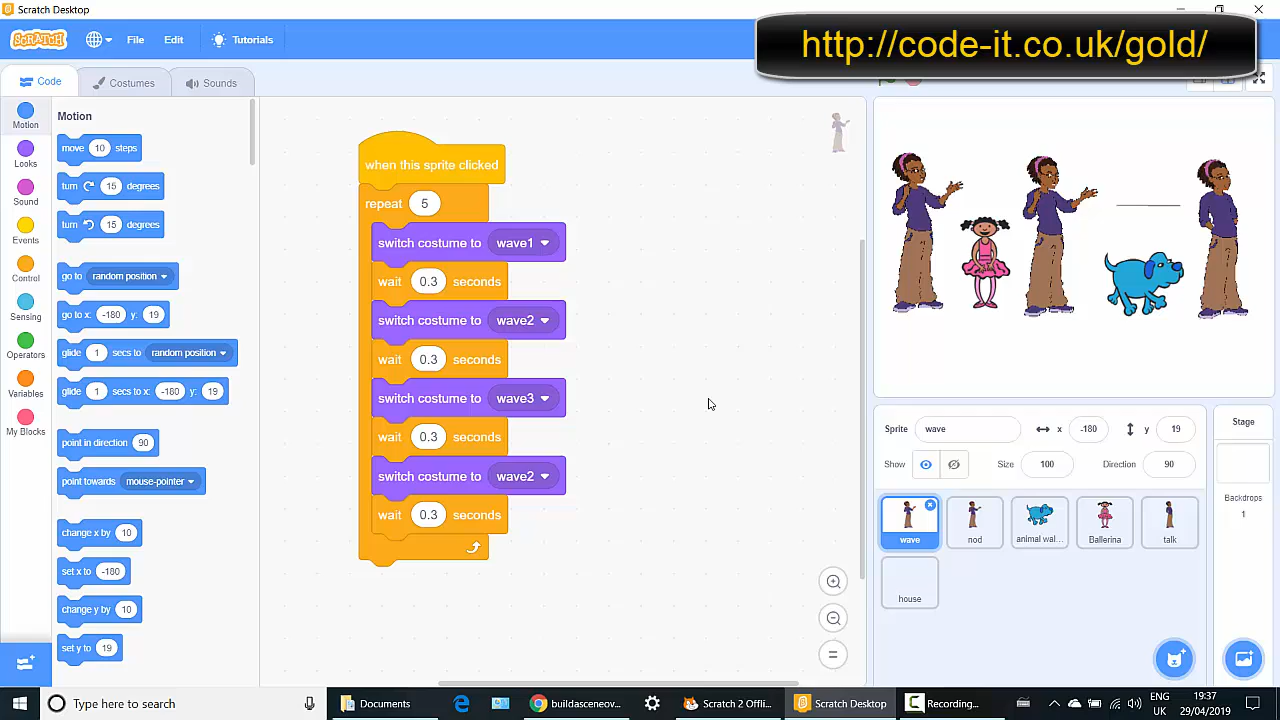 Scratch Desktop
SCRATCH
File
Edit
Tutorials
http://code-it.co.uk/gold/
Code
Costumes
Sounds
Motion
Looks
Sound
Events
Control
Sensing
Operators
Variables
My Blocks
Motion
move 10 steps
turn 15 degrees
turn 15 degrees
go to random position
go to x: -180 y: 19
glide 1 secs to random position
glide 1 secs to x: -180 y: 19
point in direction 90
point towards mouse-pointer
change x by 10
set x to -180
change y by 10
set y to 19
when this sprite clicked
repeat 5
switch costume to wave1
wait 0.3 seconds
switch costume to wave2
wait 0.3 seconds
switch costume to wave3
wait 0.3 seconds
switch costume to wave2
wait 0.3 seconds
Sprite wave x -180 y 19
Show Size 100 Direction 90
wave
nod
animal wal...
Ballerina
talk
house
Stage
Backdrops
1
Type here to search
Documents
buildasceneov...
Scratch 2 Offli...
Scratch Desktop
Recording...
ENG
UK
19:37
29/04/2019